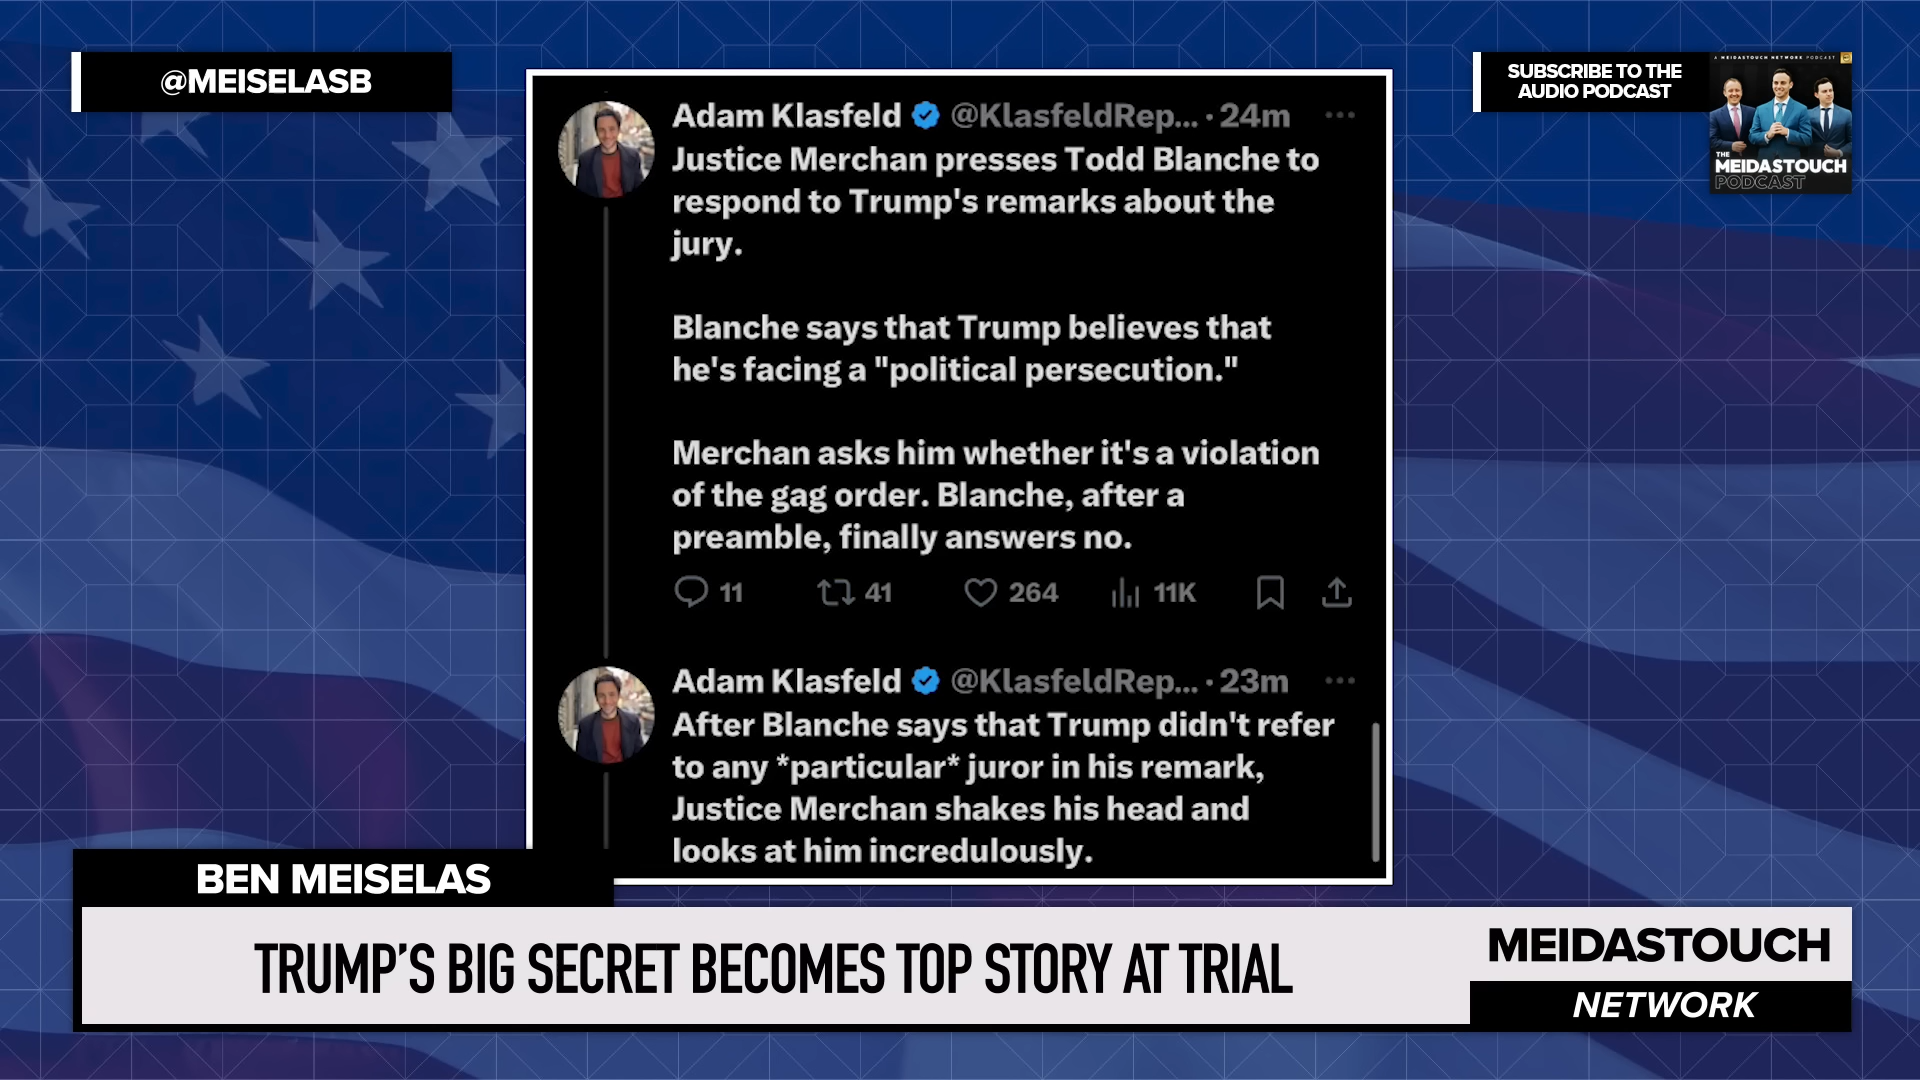 @MEISELASB
SUBSCRIBE TO THE
AUDIO PODCAST
A MEIDASTOUCH NETWORK PODCAST
THE
MEIDASTOUCH
PODCAST
Adam Klasfeld @KlasfeldRep... · 24m
Justice Merchan presses Todd Blanche to
respond to Trump's remarks about the
jury.
Blanche says that Trump believes that
he's facing a "political persecution."
Merchan asks him whether it's a violation
of the gag order. Blanche, after a
preamble, finally answers no.
11 41 264 11K
Adam Klasfeld @KlasfeldRep... · 23m
After Blanche says that Trump didn't refer
to any *particular* juror in his remark,
Justice Merchan shakes his head and
looks at him incredulously.
BEN MEISELAS
TRUMP'S BIG SECRET BECOMES TOP STORY AT TRIAL
MEIDASTOUCH
NETWORK